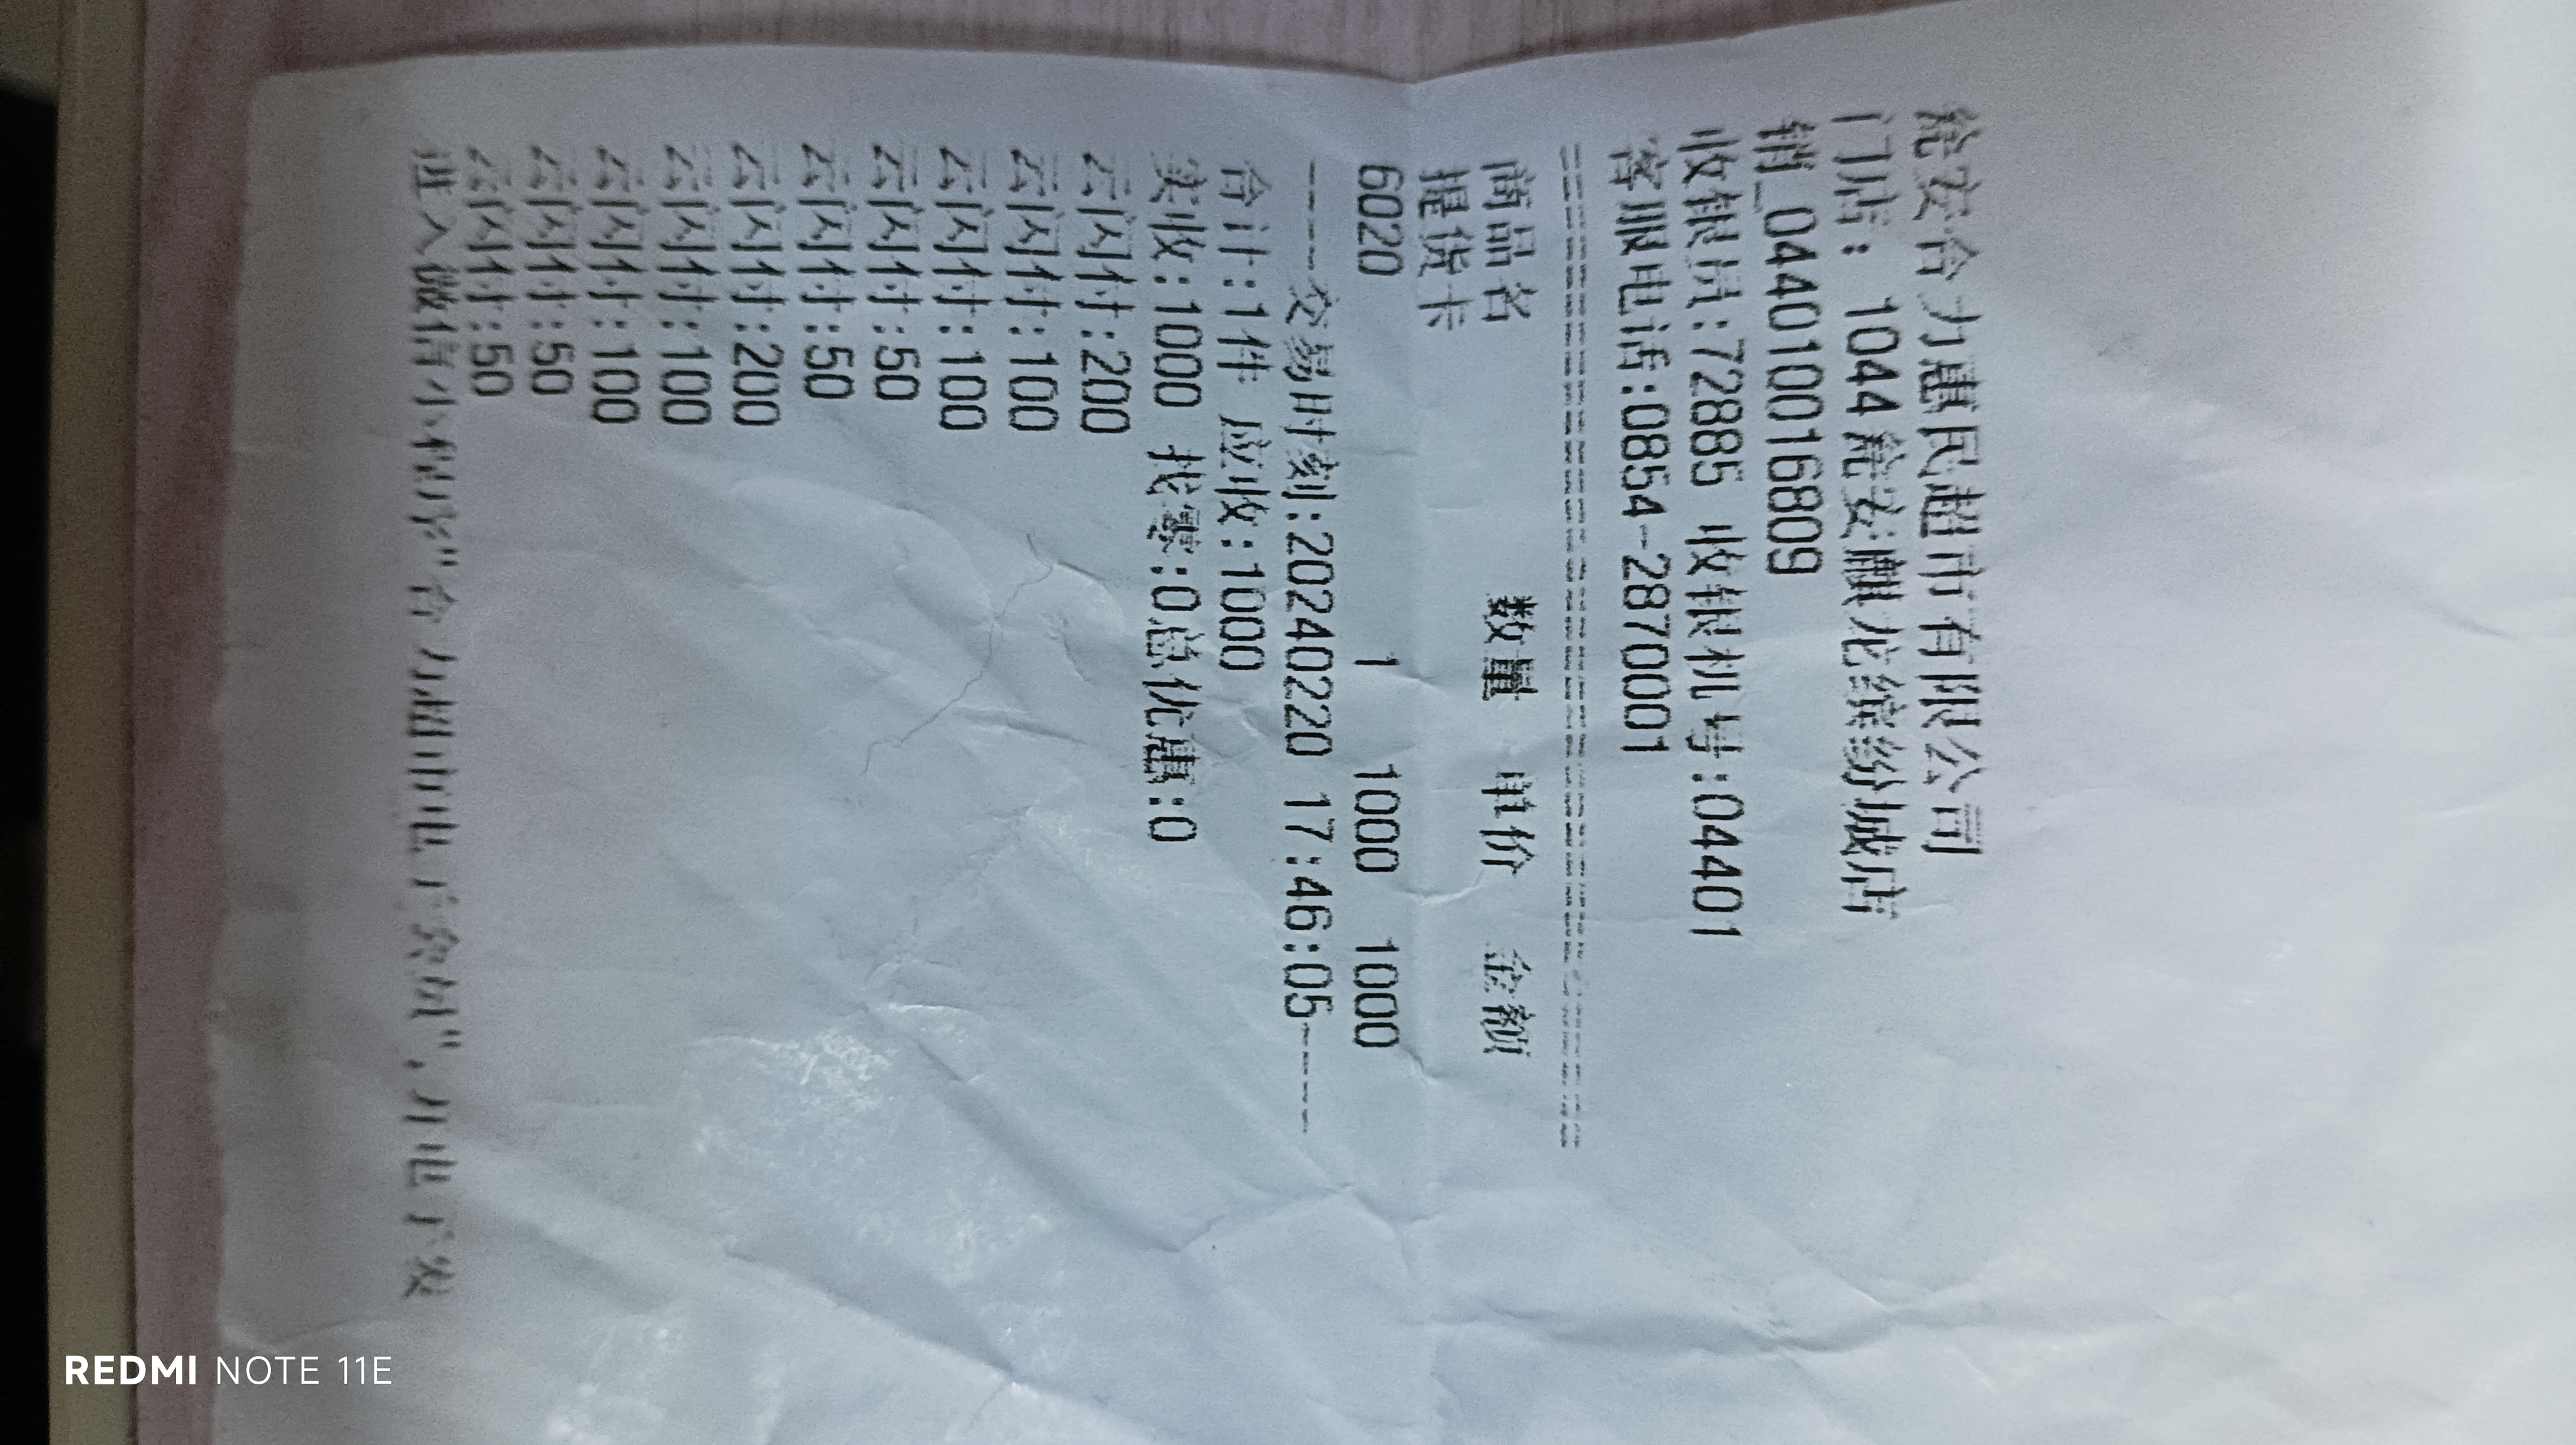 瓮安合力惠民超市有限公司
门店: 1044瓮安麒龙缤纷城店
销_044010016809
收银员:72885 收银机号:04401
客服电话:0854-2870001
================================
商品名 数量 单价 金额
提货卡
6020 1 1000 1000
----交易时刻:20240220 17:46:05----
合计:1件 应收:1000
实收:1000 找零:0总优惠:0
云闪付:200
云闪付:100
云闪付:100
云闪付:50
云闪付:50
云闪付:200
云闪付:100
云闪付:100
云闪付:50
云闪付:50
进入微信小程序"合力超市电子家园",开电子发
REDMI NOTE 11E